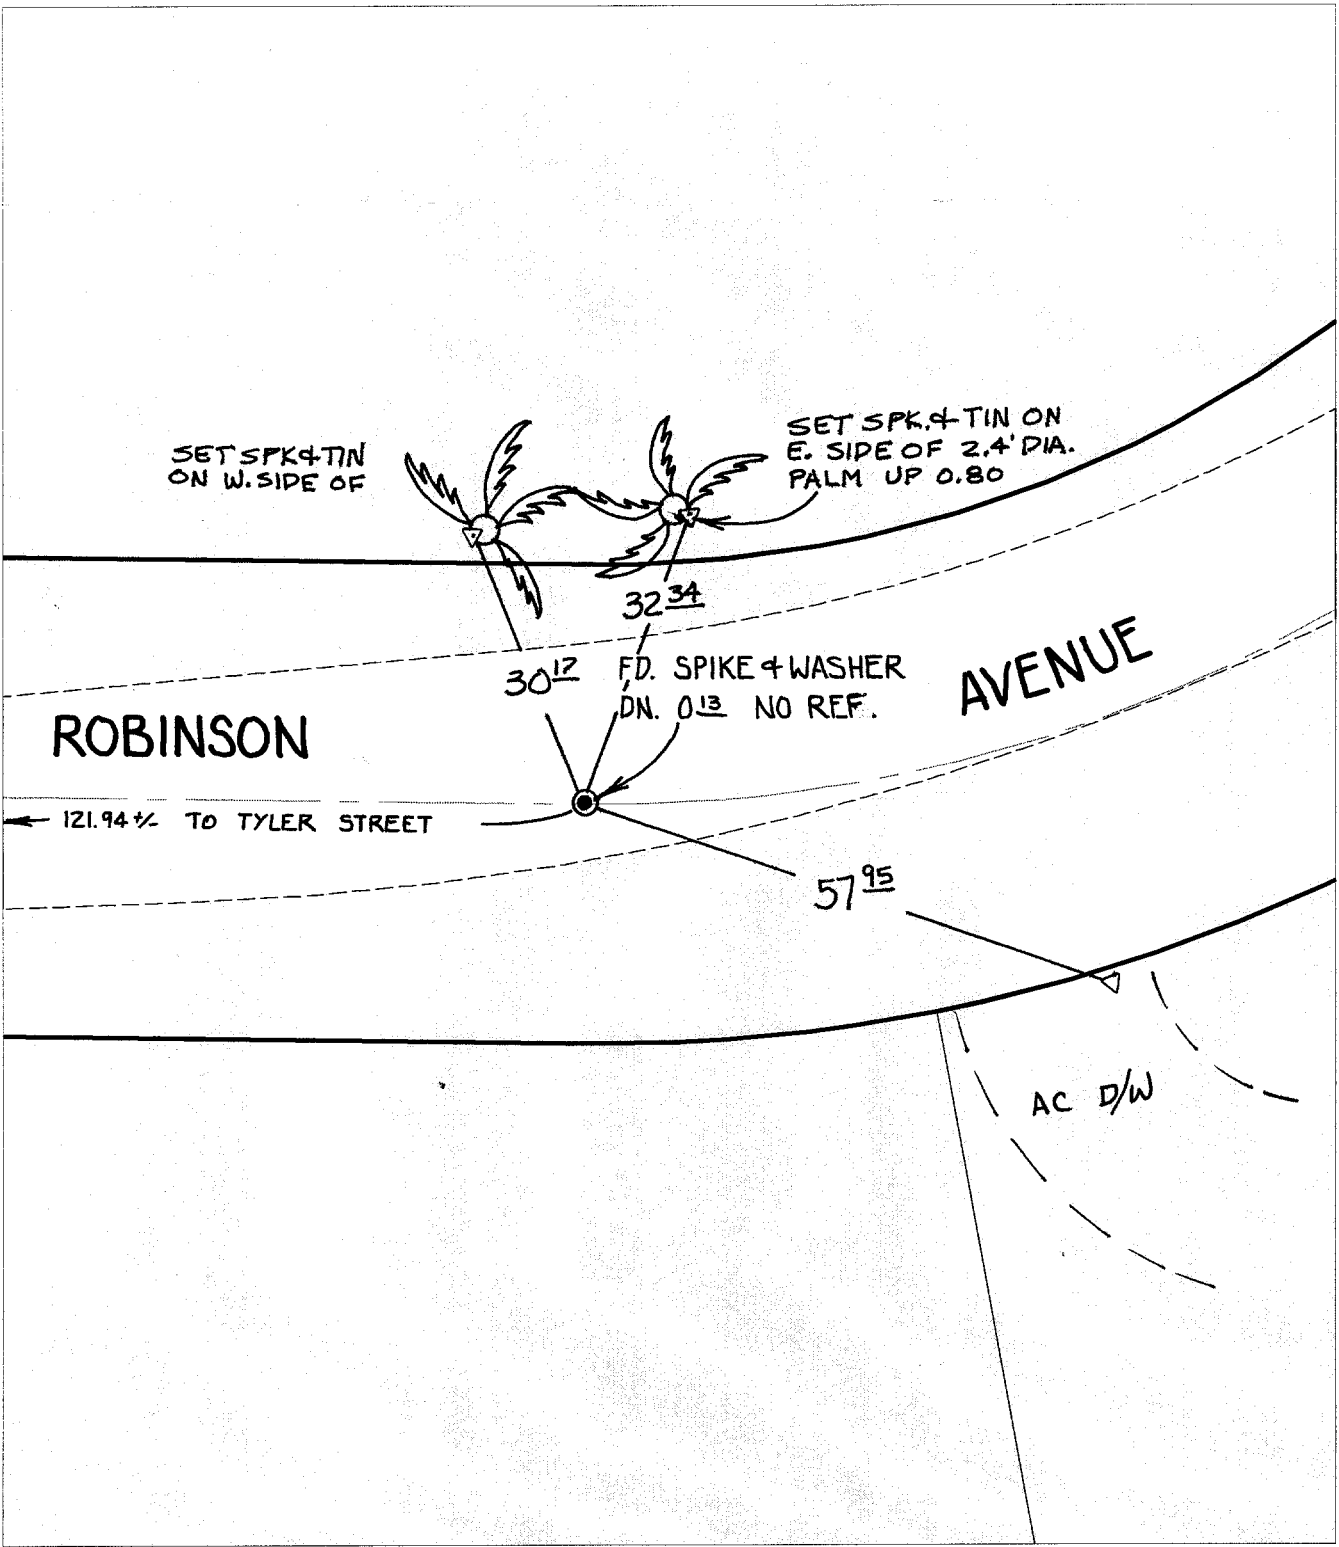 SET SPK & TIN
ON W. SIDE OF
SET SPK. & TIN ON
E. SIDE OF 2.4' DIA.
PALM UP 0.80
32 34
30 17
FD. SPIKE & WASHER
DN. 0 13 NO REF.
ROBINSON
AVENUE
121.94 +/- TO TYLER STREET
57 95
AC D/W